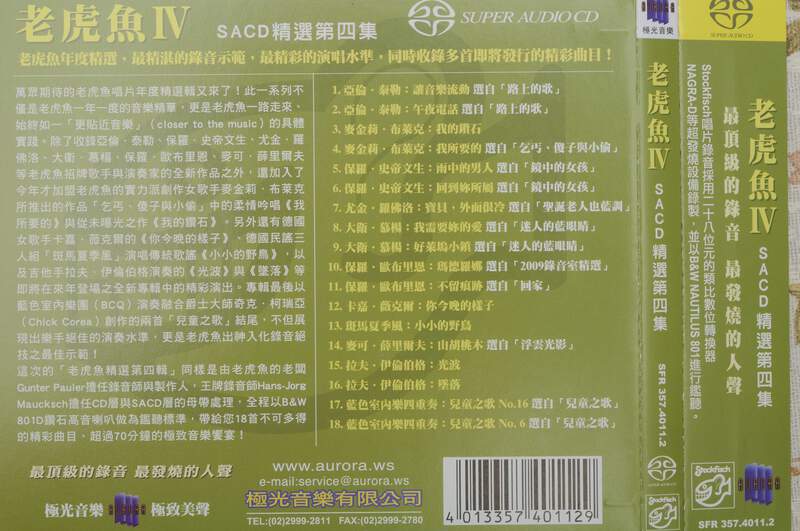 老虎魚IV SACD精選第四集
SUPER AUDIO CD
老虎魚年度精選，最精湛的錄音示範，最精彩的演唱水準，同時收錄多首即將發行的精彩曲目！
萬眾期待的老虎魚唱片年度精選輯又來了！此一系列不
僅是老虎魚一年一度的音樂精華，更是老虎魚一路走來、
始終如一「更貼近音樂」（closer to the music）的具體
實踐，除了收錄亞倫．泰勒、保羅．史帝文生、尤金．羅
佛洛、大衛．慕楊、保羅．歐布里恩、麥可．薛里爾夫
等老虎魚招牌歌手與演奏家的全新作品之外，還加入了
今年才加盟老虎魚的實力派創作女歌手麥金莉．布萊克
所推出的作品「乞丐、傻子與小偷」中的柔情吟唱《我
所要的》與從未曝光之作《我的鑽石》。另外還有德國
女歌手卡嘉．薇克爾的《你今晚的樣子》、德國民謠三
人組「斑馬夏季風」演唱傳統歌謠《小小的野鳥》，以
及吉他手拉夫．伊倫伯格演奏的《光波》與《墜落》等
即將在來年登場之全新專輯中的精彩演出。專輯最後以
藍色室內樂團（BCQ）演奏融合爵士大師奇克．柯瑞亞
（Chick Corea）創作的兩首「兒童之歌」結尾，不但展
現出樂手絕佳的演奏水準，更是老虎魚出神入化錄音絕
技之最佳示範！
這次的「老虎魚精選第四輯」同樣是由老虎魚的老闆
Gunter Pauler擔任錄音師與製作人，王牌錄音師Hans-Jorg
Maucksch擔任CD層與SACD層的母帶處理，全程以B&W
801D鑽石高音喇叭做為鑑聽標準，帶給您18首不可多得
的精彩曲目，超過70分鐘的極致音樂饗宴！
最頂級的錄音 最發燒的人聲
極光音樂 極致美聲
1. 亞倫．泰勒：讓音樂流動 選自「路上的歌」
2. 亞倫．泰勒：午夜電話 選自「路上的歌」
3. 麥金莉．布萊克：我的鑽石
4. 麥金莉．布萊克：我所要的 選自「乞丐、傻子與小偷」
5. 保羅．史帝文生：雨中的男人 選自「鏡中的女孩」
6. 保羅．史帝文生：回到妳所屬 選自「鏡中的女孩」
7. 尤金．羅佛洛：寶貝，外面很冷 選自「聖誕老人也藍調」
8. 大衛．慕楊：我需要妳的愛 選自「迷人的藍眼睛」
9. 大衛．慕楊：好萊塢小鎮 選自「迷人的藍眼睛」
10. 保羅．歐布里恩：瑪德羅娜 選自「2009錄音室精選」
11. 保羅．歐布里恩：不留痕跡 選自「回家」
12. 卡嘉．薇克爾：你今晚的樣子
13. 斑馬夏季風：小小的野鳥
14. 麥可．薛里爾夫：山胡桃木 選自「浮雲光影」
15. 拉夫．伊倫伯格：光波
16. 拉夫．伊倫伯格：墜落
17. 藍色室內樂四重奏：兒童之歌 No.16 選自「兒童之歌」
18. 藍色室內樂四重奏：兒童之歌 No. 6 選自「兒童之歌」
www.aurora.ws
e-mail:service@aurora.ws
極光音樂有限公司
TEL:(02)2999-2811 FAX:(02)2999-2780
4 013357 401129
極光音樂
老虎魚IV SACD精選第四集
SFR 357.4011.2
SUPER AUDIO CD
SUPER AUDIO CD
老虎魚IV SACD精選第四集
最頂級的錄音 最發燒的人聲
Stockfisch唱片錄音採用二十八位元的類比數位轉換器
NAGRA-D等超發燒設備錄製，並以B&W NAUTILUS 801進行鑑聽。
Stockfisch
SFR 357.4011.2